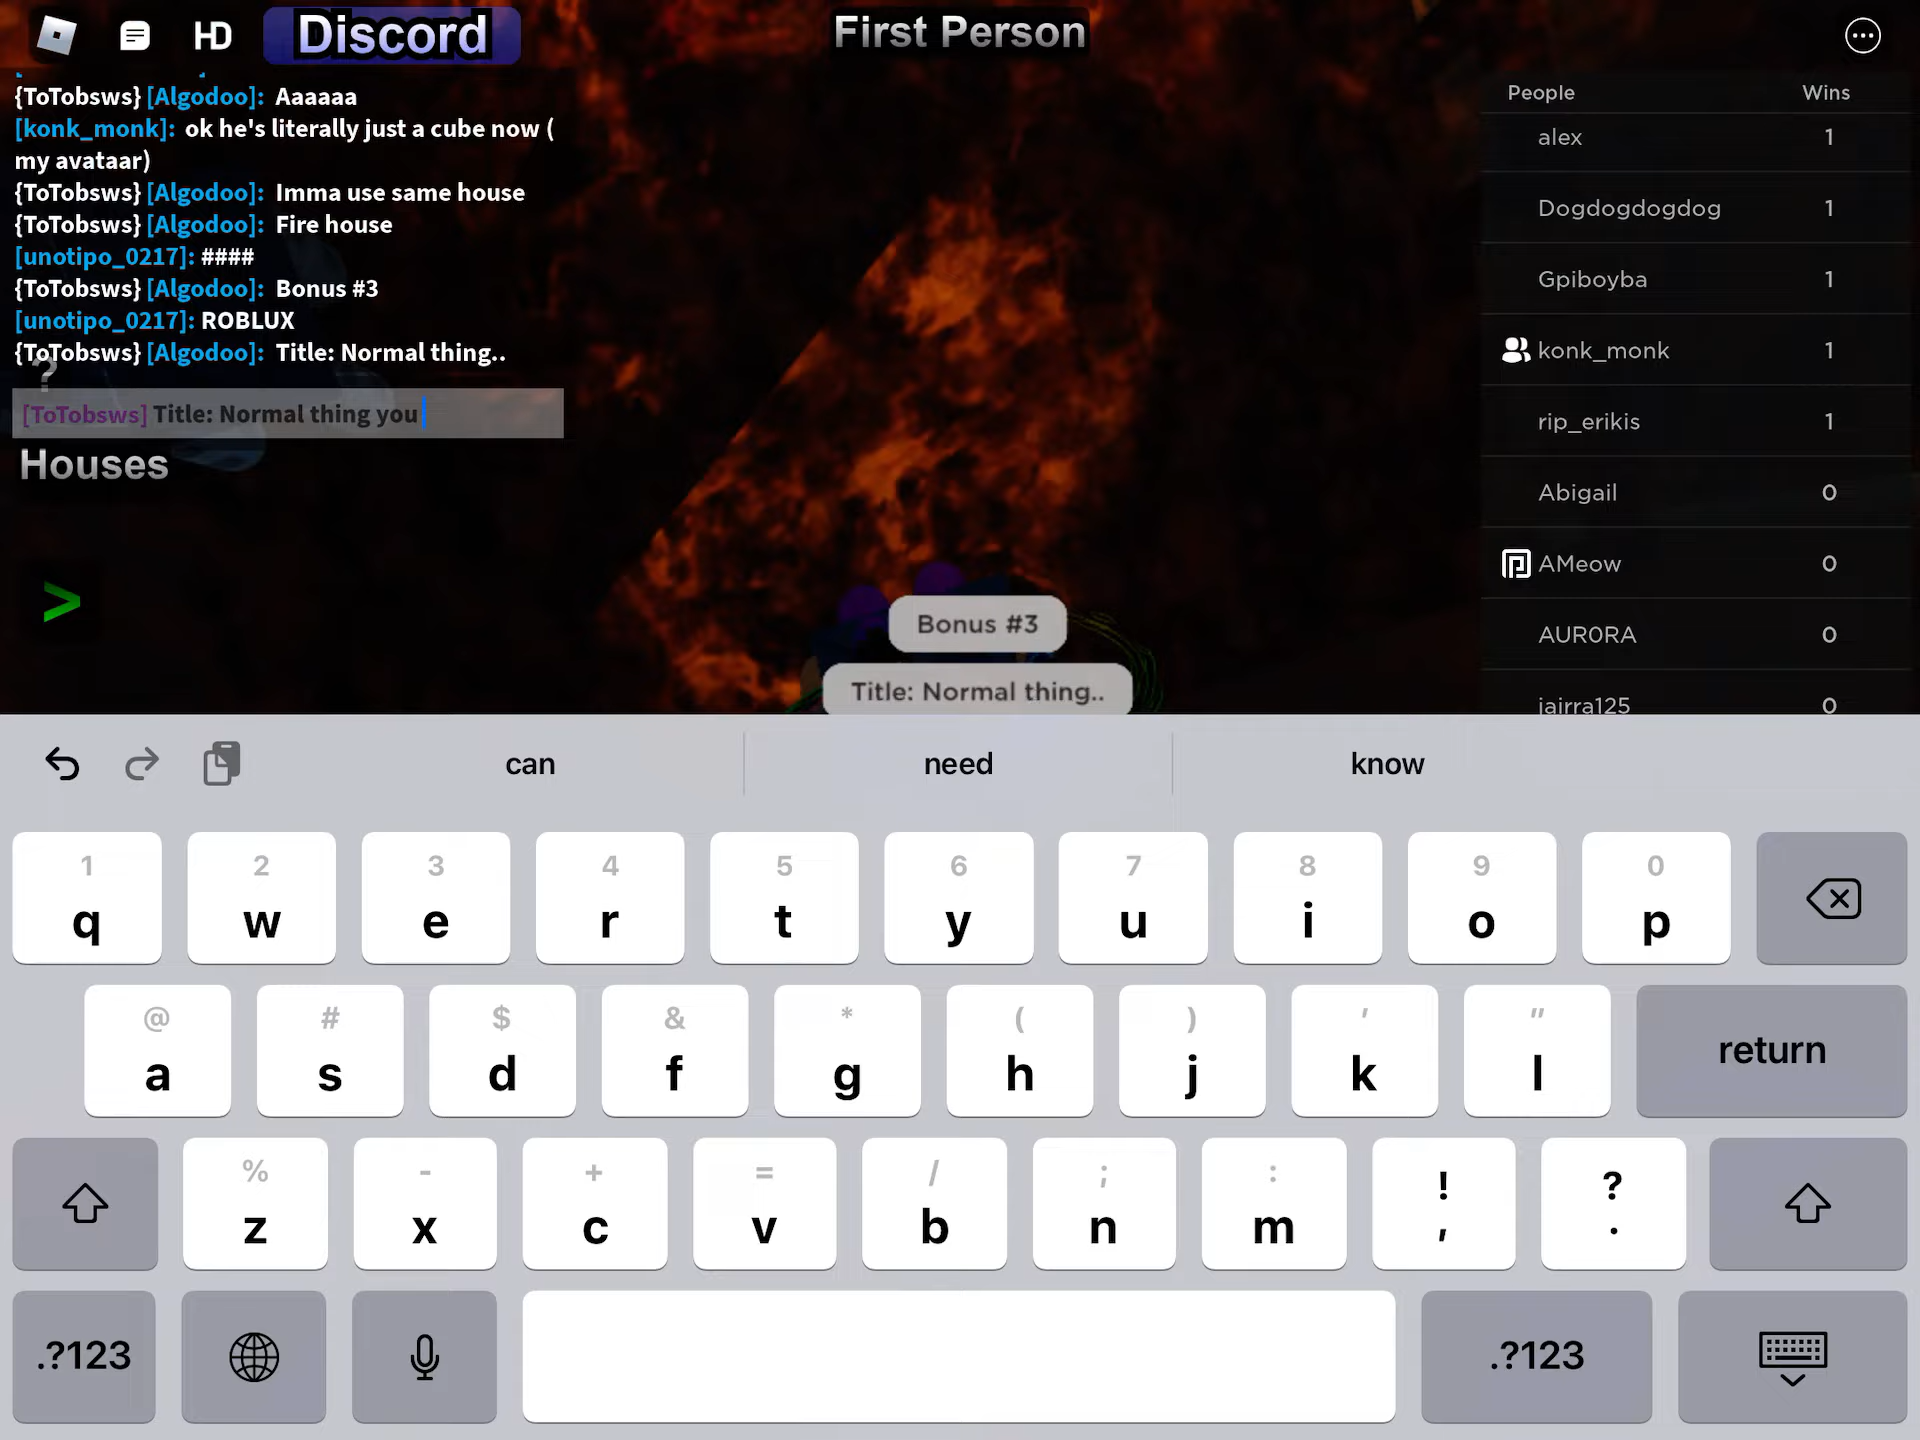 HD Discord First Person
{ToTobsws} [Algodoo]: Aaaaaa
[konk_monk]: ok he's literally just a cube now (
my avataar)
{ToTobsws} [Algodoo]: Imma use same house
{ToTobsws} [Algodoo]: Fire house
[unotipo_0217]: ####
{ToTobsws} [Algodoo]: Bonus #3
[unotipo_0217]: ROBLUX
{ToTobsws} [Algodoo]: Title: Normal thing..
?
[ToTobsws] Title: Normal thing you
Houses
>
People Wins
alex 1
Dogdogdogdog 1
Gpiboyba 1
konk_monk 1
rip_erikis 1
Abigail 0
AMeow 0
AUR0RA 0
jairra125 0
Bonus #3
Title: Normal thing..
can need know
1 2 3 4 5 6 7 8 9 0
q w e r t y u i o p
@ # $ & * ( ) ' "
a s d f g h j k l return
% - + = / ; : ! ?
z x c v b n m , .
.?123 .?123